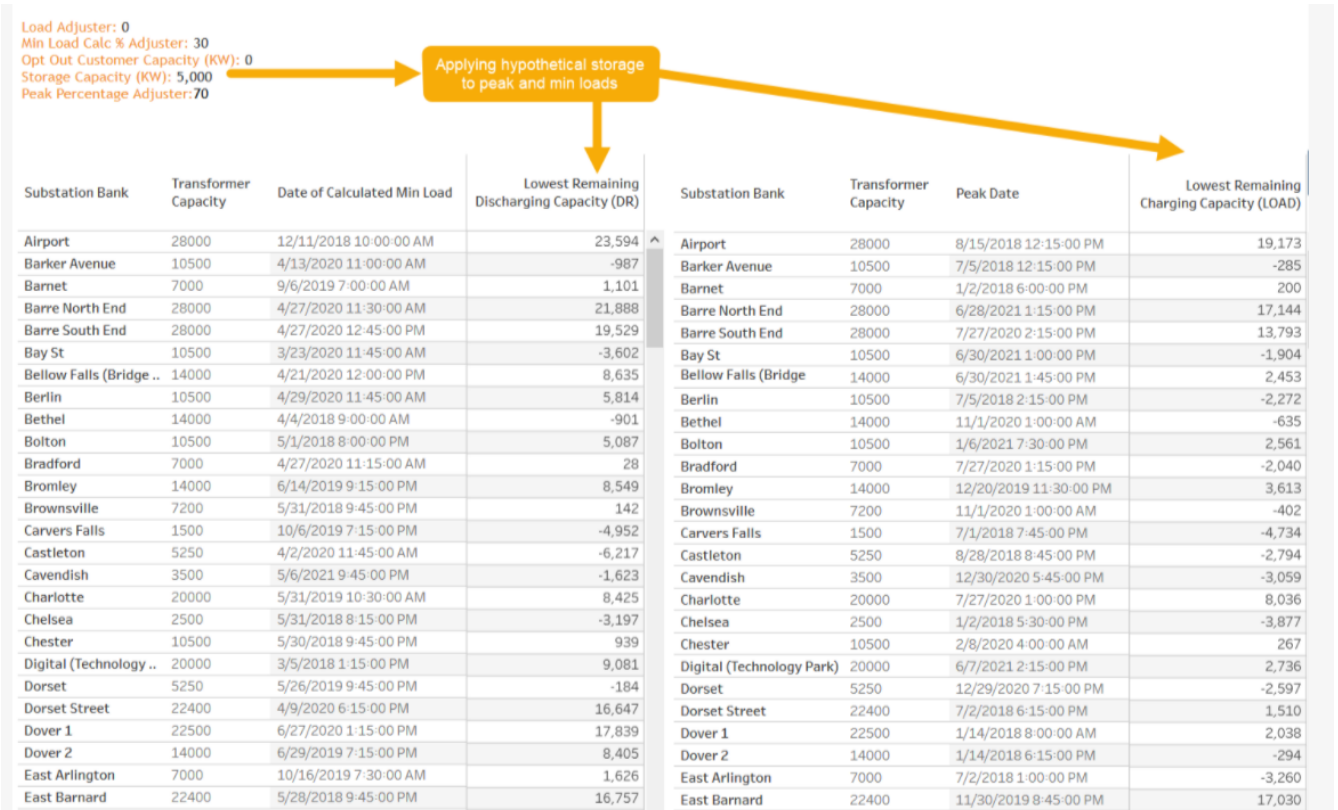 Load Adjuster: 0
Min Load Calc % Adjuster: 30
Opt Out Customer Capacity (KW): 0
Storage Capacity (KW): 5,000
Peak Percentage Adjuster:70
Applying hypothetical storage
to peak and min loads
Substation Bank Transformer Capacity Date of Calculated Min Load Lowest Remaining Discharging Capacity (DR)
Airport 28000 12/11/2018 10:00:00 AM 23,594
Barker Avenue 10500 4/13/2020 11:00:00 AM -987
Barnet 7000 9/6/2019 7:00:00 AM 1,101
Barre North End 28000 4/27/2020 11:30:00 AM 21,888
Barre South End 28000 4/27/2020 12:45:00 PM 19,529
Bay St 10500 3/23/2020 11:45:00 AM -3,602
Bellow Falls (Bridge .. 14000 4/21/2020 12:00:00 PM 8,635
Berlin 10500 4/29/2020 11:45:00 AM 5,814
Bethel 14000 4/4/2018 9:00:00 AM -901
Bolton 10500 5/1/2018 8:00:00 PM 5,087
Bradford 7000 4/27/2020 11:15:00 AM 28
Bromley 14000 6/14/2019 9:15:00 PM 8,549
Brownsville 7200 5/31/2018 9:45:00 PM 142
Carvers Falls 1500 10/6/2019 7:15:00 PM -4,952
Castleton 5250 4/2/2020 11:45:00 AM -6,217
Cavendish 3500 5/6/2021 9:45:00 PM -1,623
Charlotte 20000 5/31/2019 10:30:00 AM 8,425
Chelsea 2500 5/31/2018 8:15:00 PM -3,197
Chester 10500 5/30/2018 9:45:00 PM 939
Digital (Technology .. 20000 3/5/2018 1:15:00 PM 9,081
Dorset 5250 5/26/2019 9:45:00 PM -184
Dorset Street 22400 4/9/2020 6:15:00 PM 16,647
Dover 1 22500 6/27/2020 1:15:00 PM 17,839
Dover 2 14000 6/29/2019 7:15:00 PM 8,405
East Arlington 7000 10/16/2019 7:30:00 AM 1,626
East Barnard 22400 5/28/2018 9:45:00 PM 16,757
Substation Bank Transformer Capacity Peak Date Lowest Remaining Charging Capacity (LOAD)
Airport 28000 8/15/2018 12:15:00 PM 19,173
Barker Avenue 10500 7/5/2018 12:15:00 PM -285
Barnet 7000 1/2/2018 6:00:00 PM 200
Barre North End 28000 6/28/2021 1:15:00 PM 17,144
Barre South End 28000 7/27/2020 2:15:00 PM 13,793
Bay St 10500 6/30/2021 1:00:00 PM -1,904
Bellow Falls (Bridge 14000 6/30/2021 1:45:00 PM 2,453
Berlin 10500 7/5/2018 2:15:00 PM -2,272
Bethel 14000 11/1/2020 1:00:00 AM -635
Bolton 10500 1/6/2021 7:30:00 PM 2,561
Bradford 7000 7/27/2020 1:15:00 PM -2,040
Bromley 14000 12/20/2019 11:30:00 PM 3,613
Brownsville 7200 11/1/2020 1:00:00 AM -402
Carvers Falls 1500 7/1/2018 7:45:00 PM -4,734
Castleton 5250 8/28/2018 8:45:00 PM -2,794
Cavendish 3500 12/30/2020 5:45:00 PM -3,059
Charlotte 20000 7/27/2020 1:00:00 PM 8,036
Chelsea 2500 1/2/2018 5:30:00 PM -3,877
Chester 10500 2/8/2020 4:00:00 AM 267
Digital (Technology Park) 20000 6/7/2021 2:15:00 PM 2,736
Dorset 5250 12/29/2020 7:15:00 PM -2,597
Dorset Street 22400 7/2/2018 6:15:00 PM 1,510
Dover 1 22500 1/14/2018 8:00:00 AM 2,038
Dover 2 14000 1/14/2018 6:15:00 PM -294
East Arlington 7000 7/2/2018 1:00:00 PM -3,260
East Barnard 22400 11/30/2019 8:45:00 PM 17,030